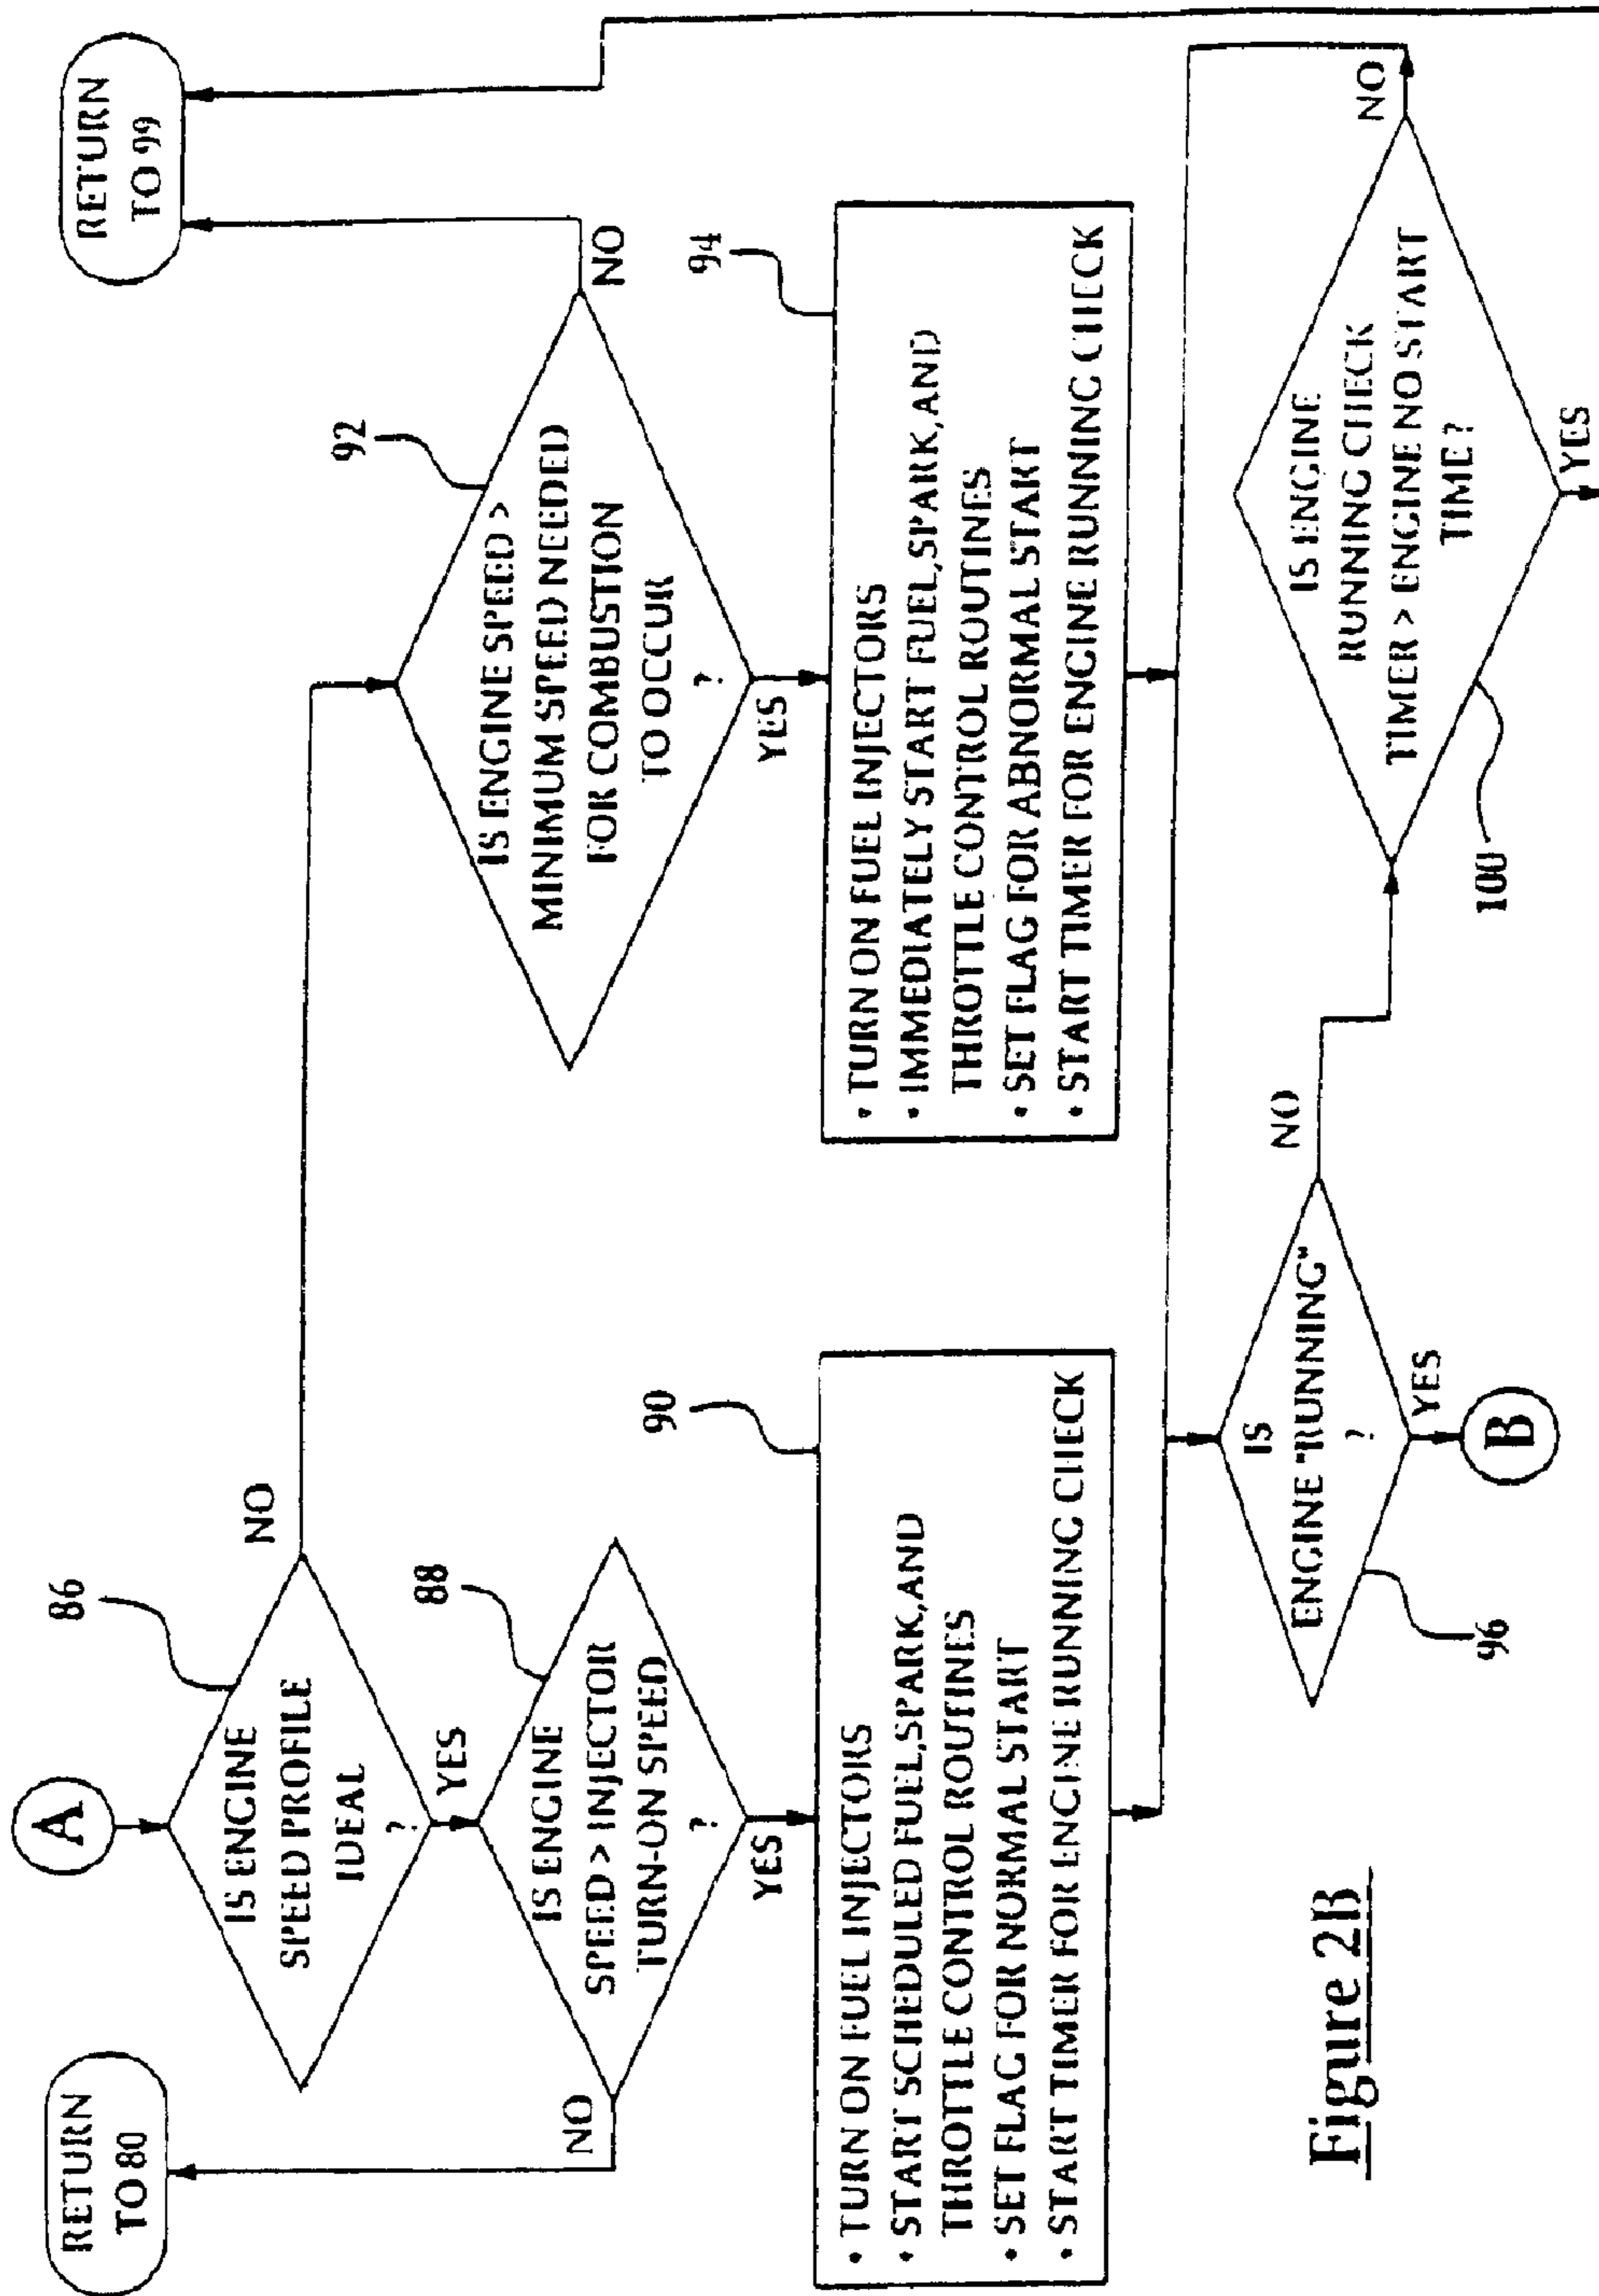 RETURN
TO 80
A
IS ENGINE
SPEED PROFILE
IDEAL
?
86
NO
YES
IS ENGINE
SPEED > INJECTOR
TURN-ON SPEED
?
88
NO
YES
• TURN ON FUEL INJECTORS
• START SCHEDULED FUEL,SPARK,AND
THROTTLE CONTROL ROUTINES
• SET FLAG FOR NORMAL START
• START TIMER FOR ENGINE RUNNING CHECK
90
RETURN
TO 99
IS ENGINE SPEED >
MINIMUM SPEED NEEDED
FOR COMBUSTION
TO OCCUR
?
92
NO
YES
• TURN ON FUEL INJECTORS
• IMMEDIATELY START FUEL,SPARK,AND
THROTTLE CONTROL ROUTINES
• SET FLAG FOR ABNORMAL START
• START TIMER FOR ENGINE RUNNING CHECK
94
IS
ENGINE "RUNNING"
?
96
NO
YES
B
IS ENGINE
RUNNING CHECK
TIMER > ENGINE NO START
TIME?
100
NO
YES
Figure 2B